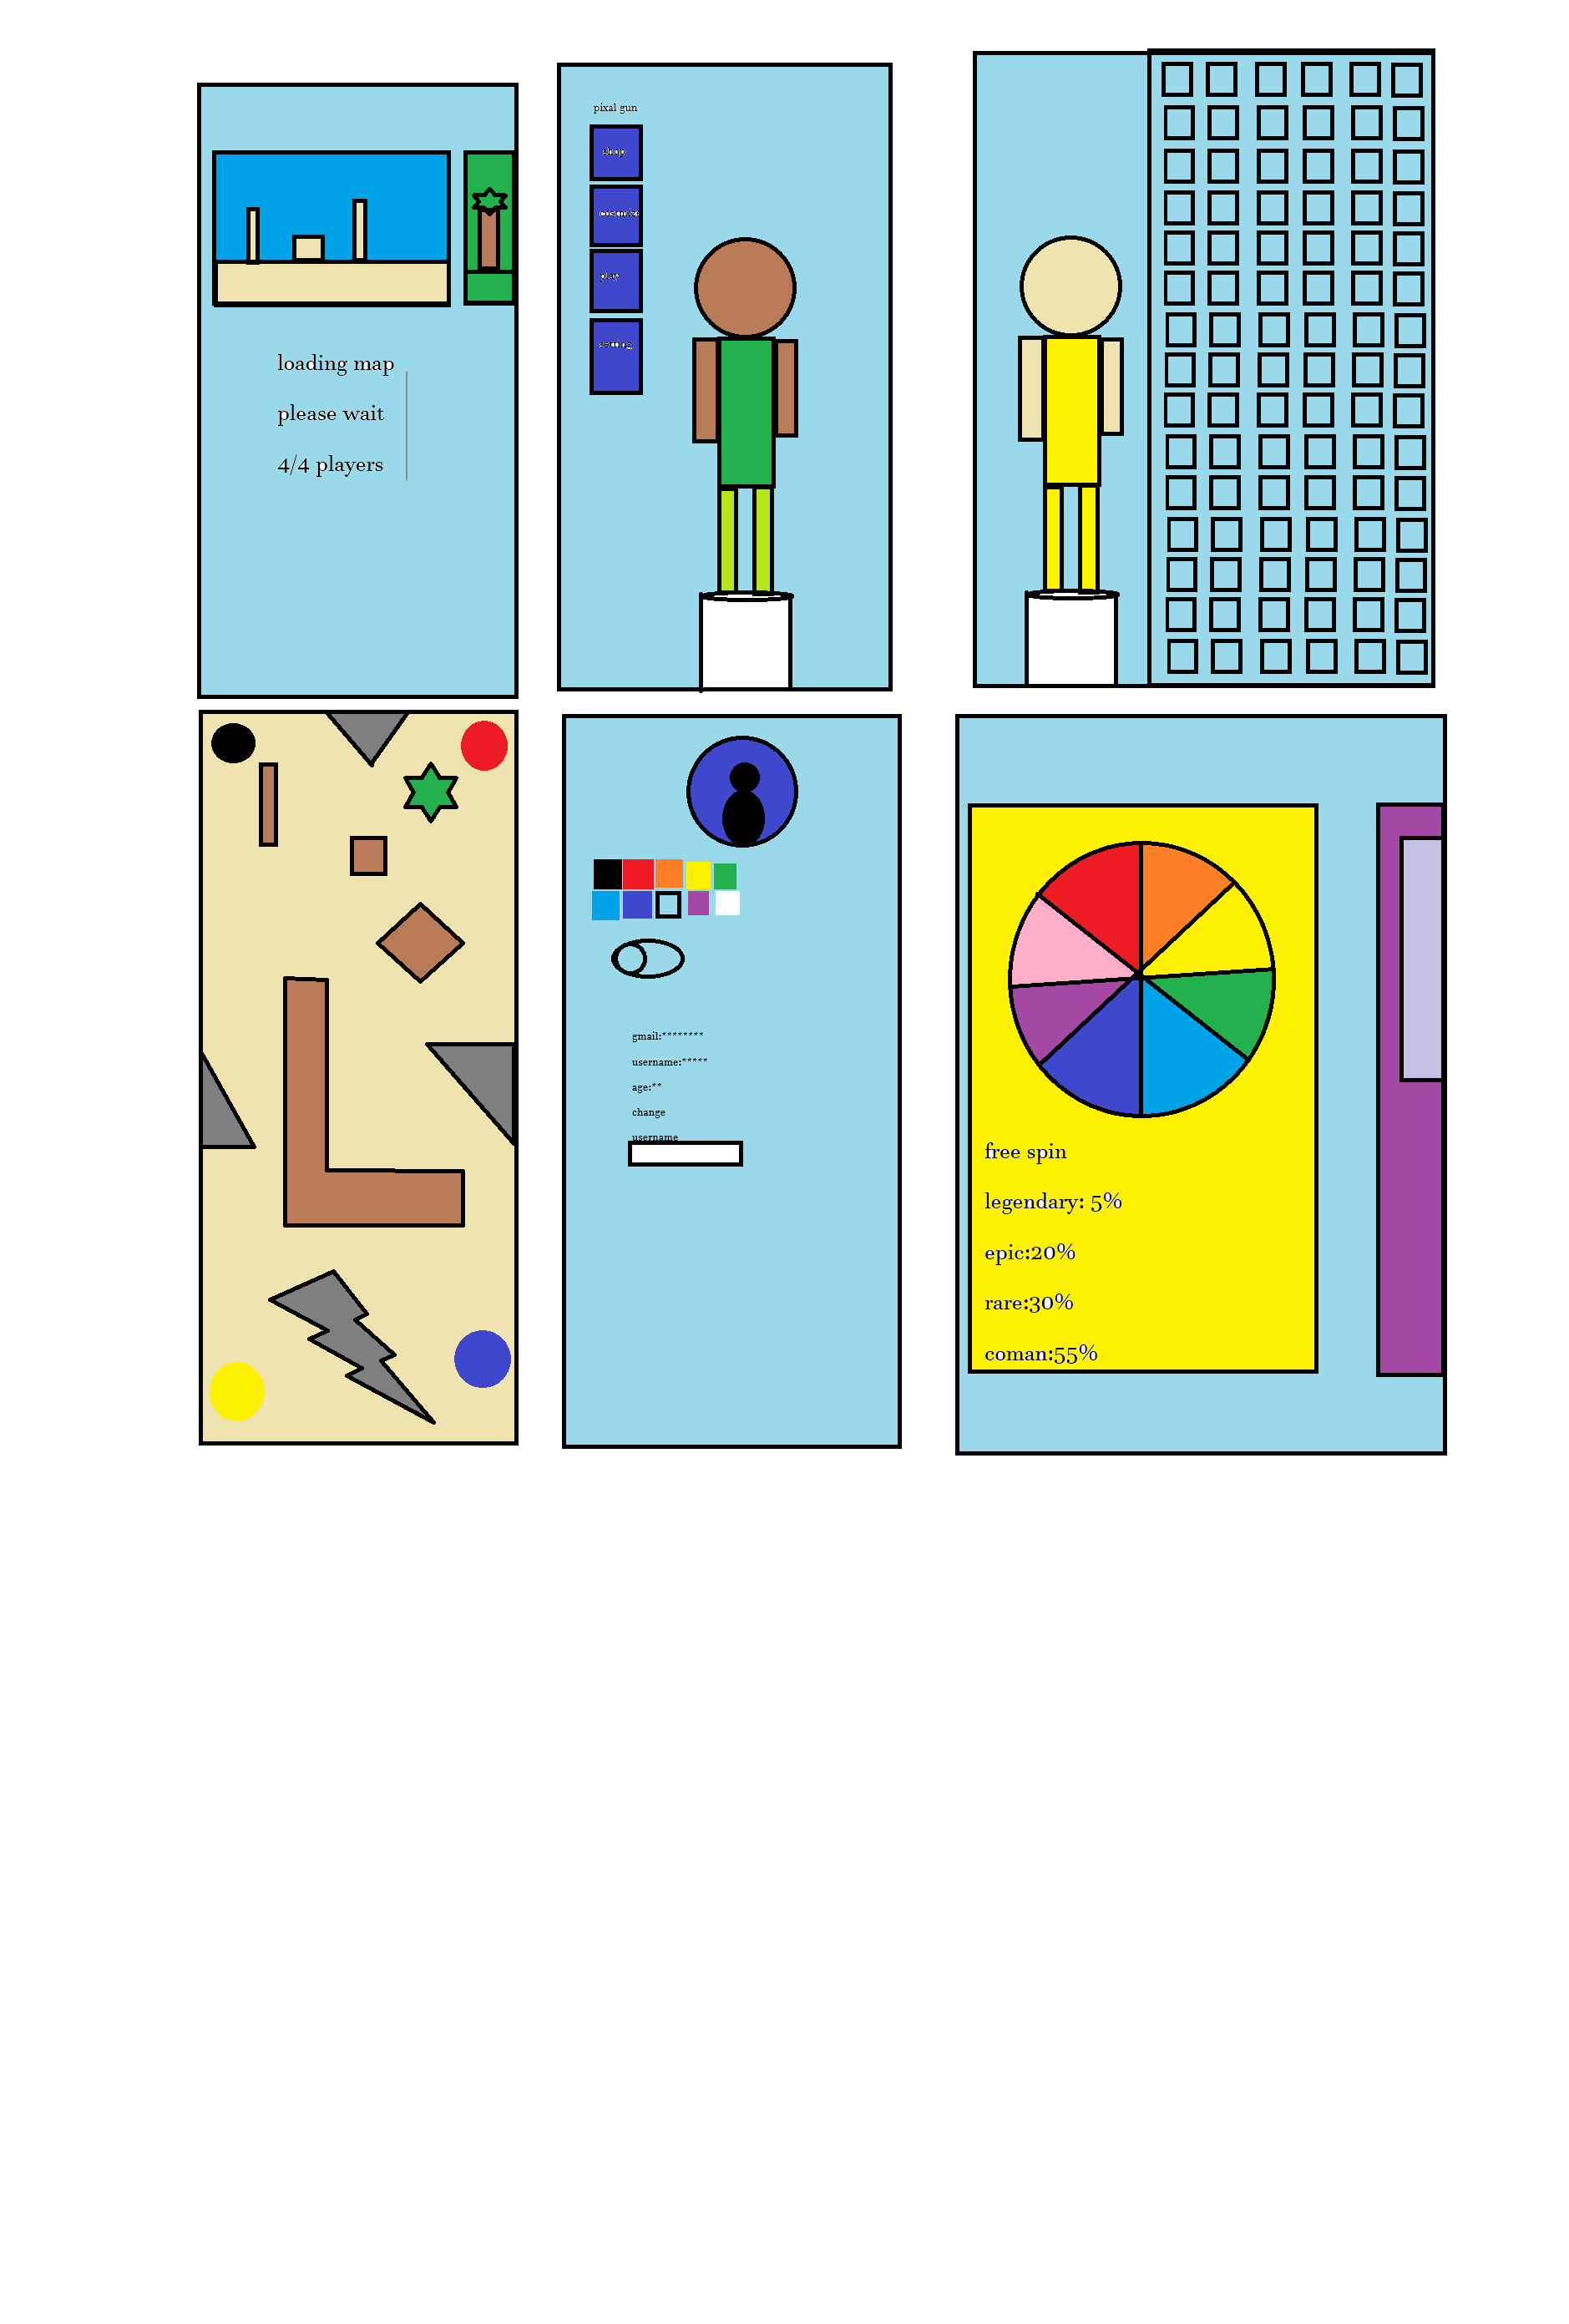 loading map
please wait
4/4 players
pixal gun
shop
play
setting
gmail:********
username:*****
age:**
change
username
free spin
legendary: 5%
epic:20%
rare:30%
coman:55%